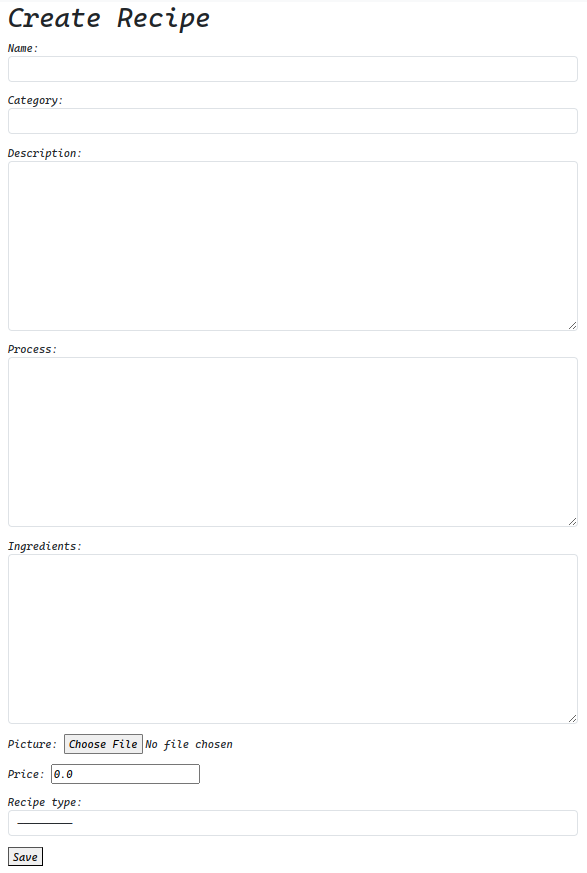 Create Recipe
Name:
Category:
Description:
Process:
Ingredients:
Picture: Choose File No file chosen
Price: 0.0
Recipe type:
---------
Save